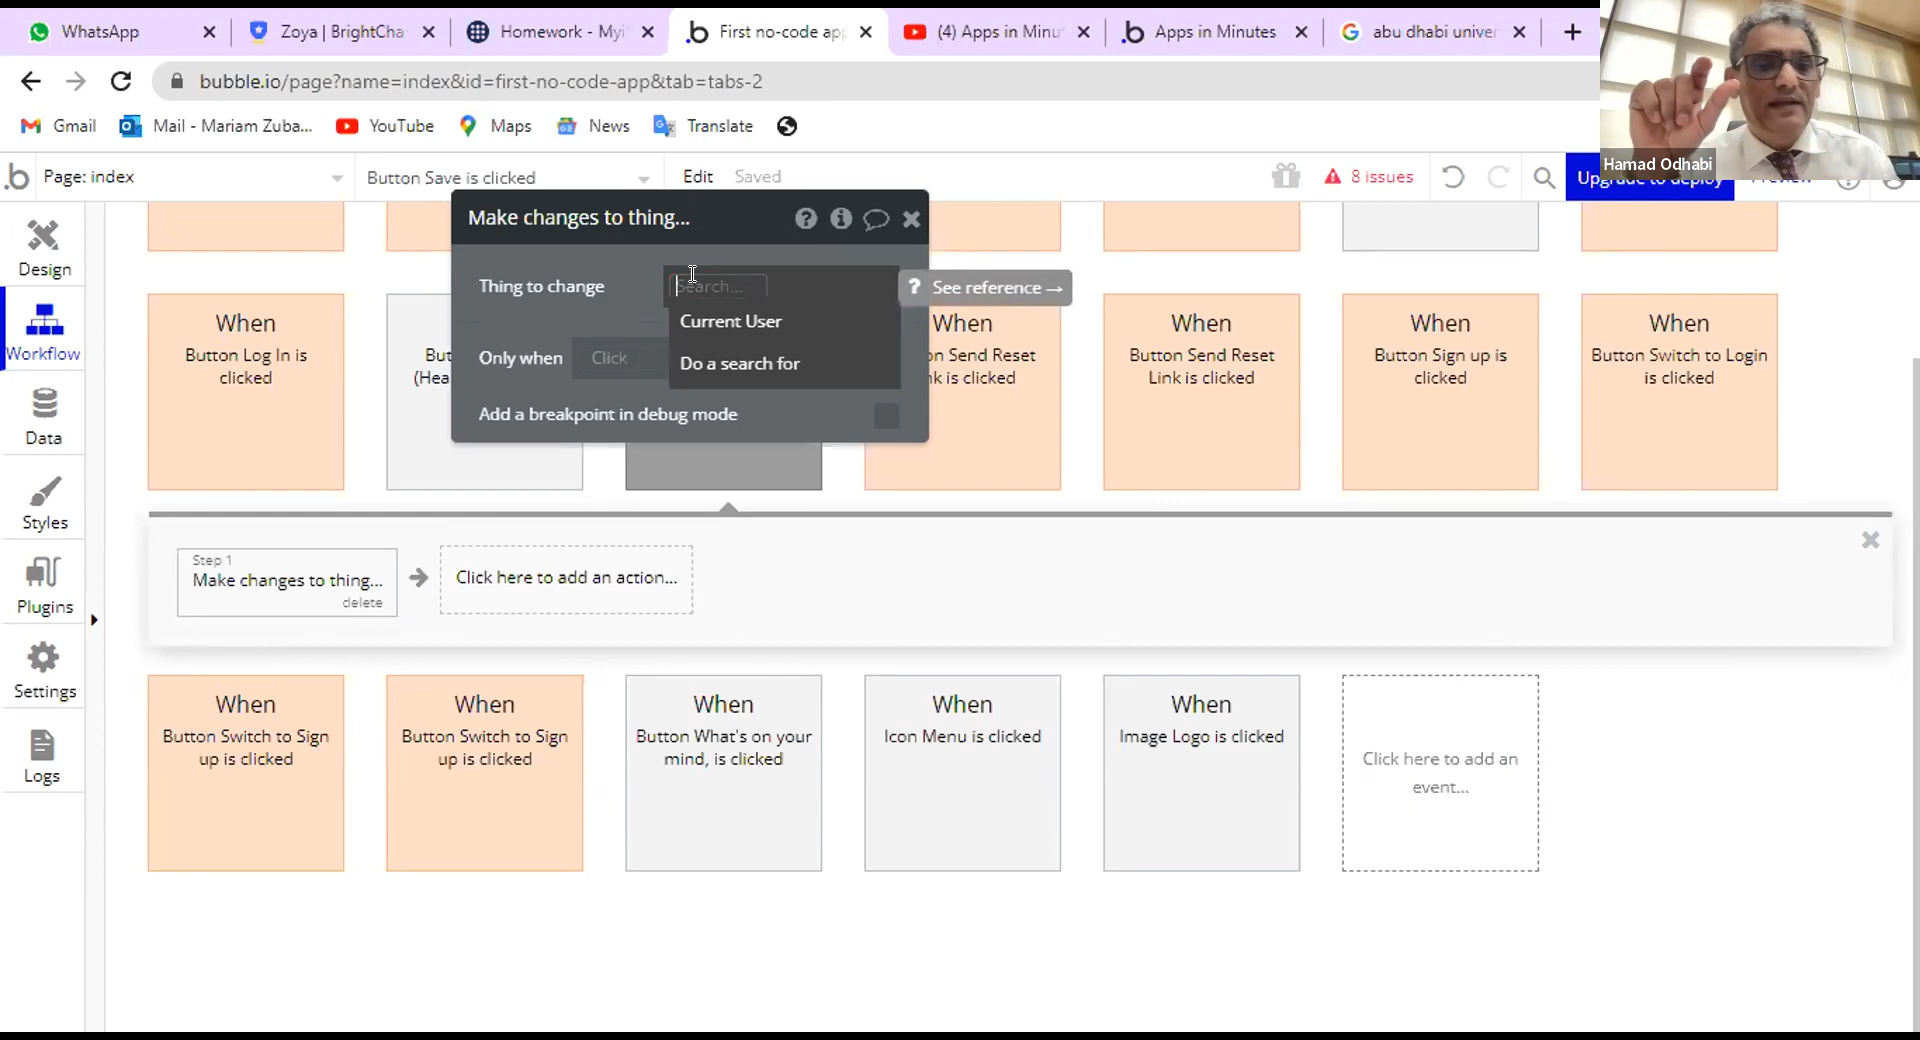 WhatsApp
Zoya | BrightCha
Homework - Myi
First no-code app
(4) Apps in Minu
Apps in Minutes
abu dhabi univer
bubble.io/page?name=index&id=first-no-code-app&tab=tabs-2
Gmail
Mail - Mariam Zuba...
YouTube
Maps
News
Translate
Hamad Odhabi
Page: index
Button Save is clicked
Edit
Saved
8 issues
Upgrade to deploy
Preview
Make changes to thing...
Thing to change
Search...
See reference →
Current User
Do a search for
Only when
Click
Add a breakpoint in debug mode
Design
Workflow
Data
Styles
Plugins
Settings
Logs
When
Button Log In is
clicked
But
(Hea
When
n Send Reset
k is clicked
When
Button Send Reset
Link is clicked
When
Button Sign up is
clicked
When
Button Switch to Login
is clicked
Step 1
Make changes to thing...
delete
Click here to add an action...
When
Button Switch to Sign
up is clicked
When
Button Switch to Sign
up is clicked
When
Button What's on your
mind, is clicked
When
Icon Menu is clicked
When
Image Logo is clicked
Click here to add an
event...